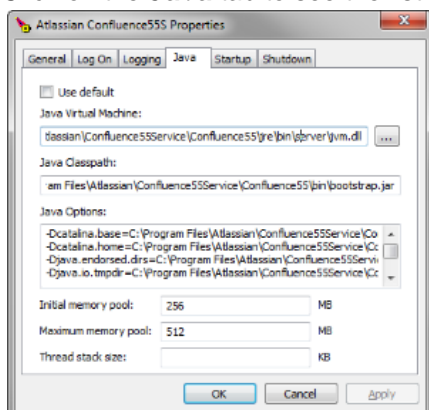 Atlassian Confluence55S Properties
General Log On Logging Java Startup Shutdown
Use default
Java Virtual Machine:
tlassian\Confluence55Service\Confluence55\jre\bin\server\jvm.dll ...
Java Classpath:
am Files\Atlassian\Confluence55Service\Confluence55\bin\bootstrap.jar
Java Options:
-Dcatalina.base=C:\Program Files\Atlassian\Confluence55Service\Co
-Dcatalina.home=C:\Program Files\Atlassian\Confluence55Service\Cc
-Djava.endorsed.dirs=C:\Program Files\Atlassian\Confluence55Servi
-Djava.io.tmpdir=C:\Program Files\Atlassian\Confluence55Service\Cc
Initial memory pool: 256 MB
Maximum memory pool: 512 MB
Thread stack size: KB
OK Cancel Apply